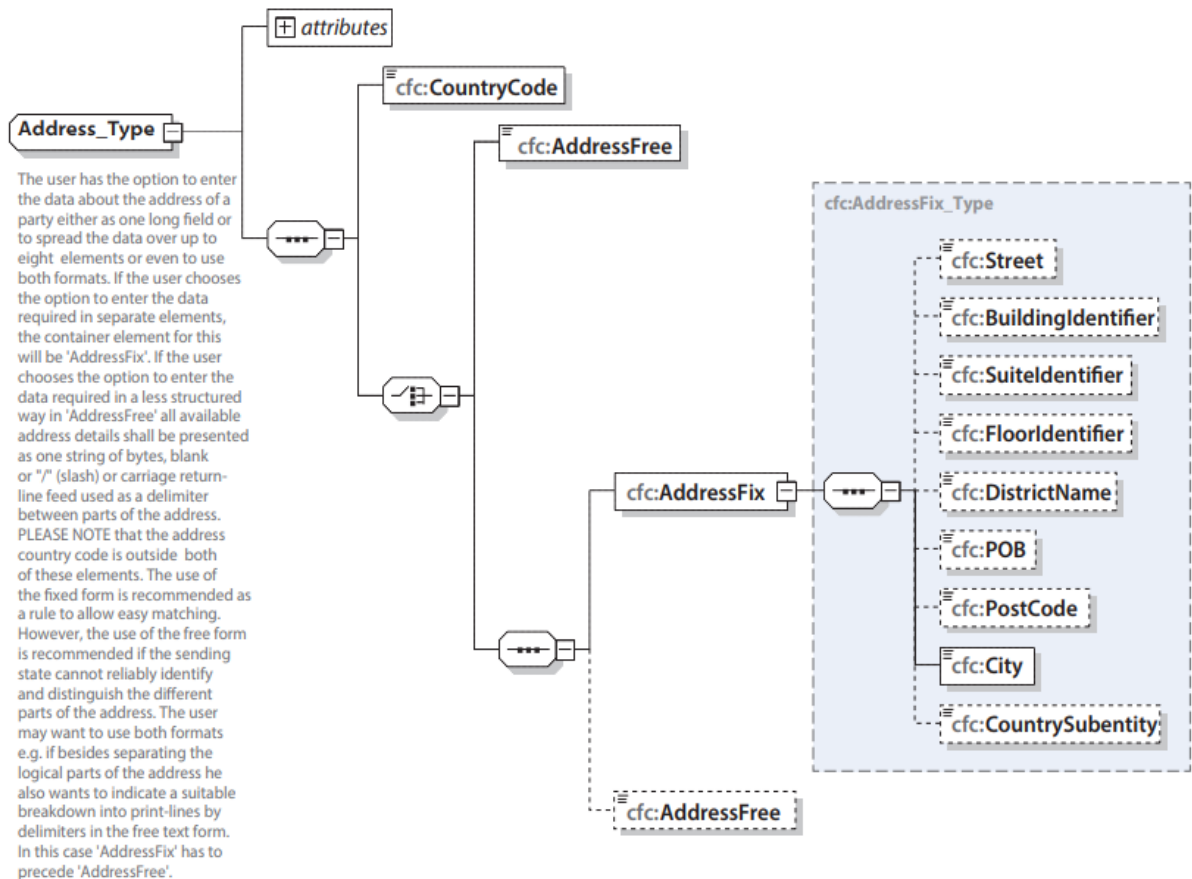 attributes
cfc:CountryCode
Address_Type
cfc:AddressFree
The user has the option to enter
the data about the address of a
party either as one long field or
to spread the data over up to
eight  elements or even to use
both formats. If the user chooses
the option to enter the data
required in separate elements,
the container element for this
will be 'AddressFix'. If the user
chooses the option to enter the
data required in a less structured
way in 'AddressFree' all available
address details shall be presented
as one string of bytes, blank
or "/" (slash) or carriage return-
line feed used as a delimiter
between parts of the address.
PLEASE NOTE that the address
country code is outside  both
of these elements. The use of
the fixed form is recommended as
a rule to allow easy matching.
However, the use of the free form
is recommended if the sending
state cannot reliably identify
and distinguish the different
parts of the address. The user
may want to use both formats
e.g. if besides separating the
logical parts of the address he
also wants to indicate a suitable
breakdown into print-lines by
delimiters in the free text form.
In this case 'AddressFix' has to
precede 'AddressFree'.
cfc:AddressFix_Type
cfc:Street
cfc:BuildingIdentifier
cfc:SuiteIdentifier
cfc:FloorIdentifier
cfc:AddressFix
cfc:DistrictName
cfc:POB
cfc:PostCode
cfc:City
cfc:CountrySubentity
cfc:AddressFree